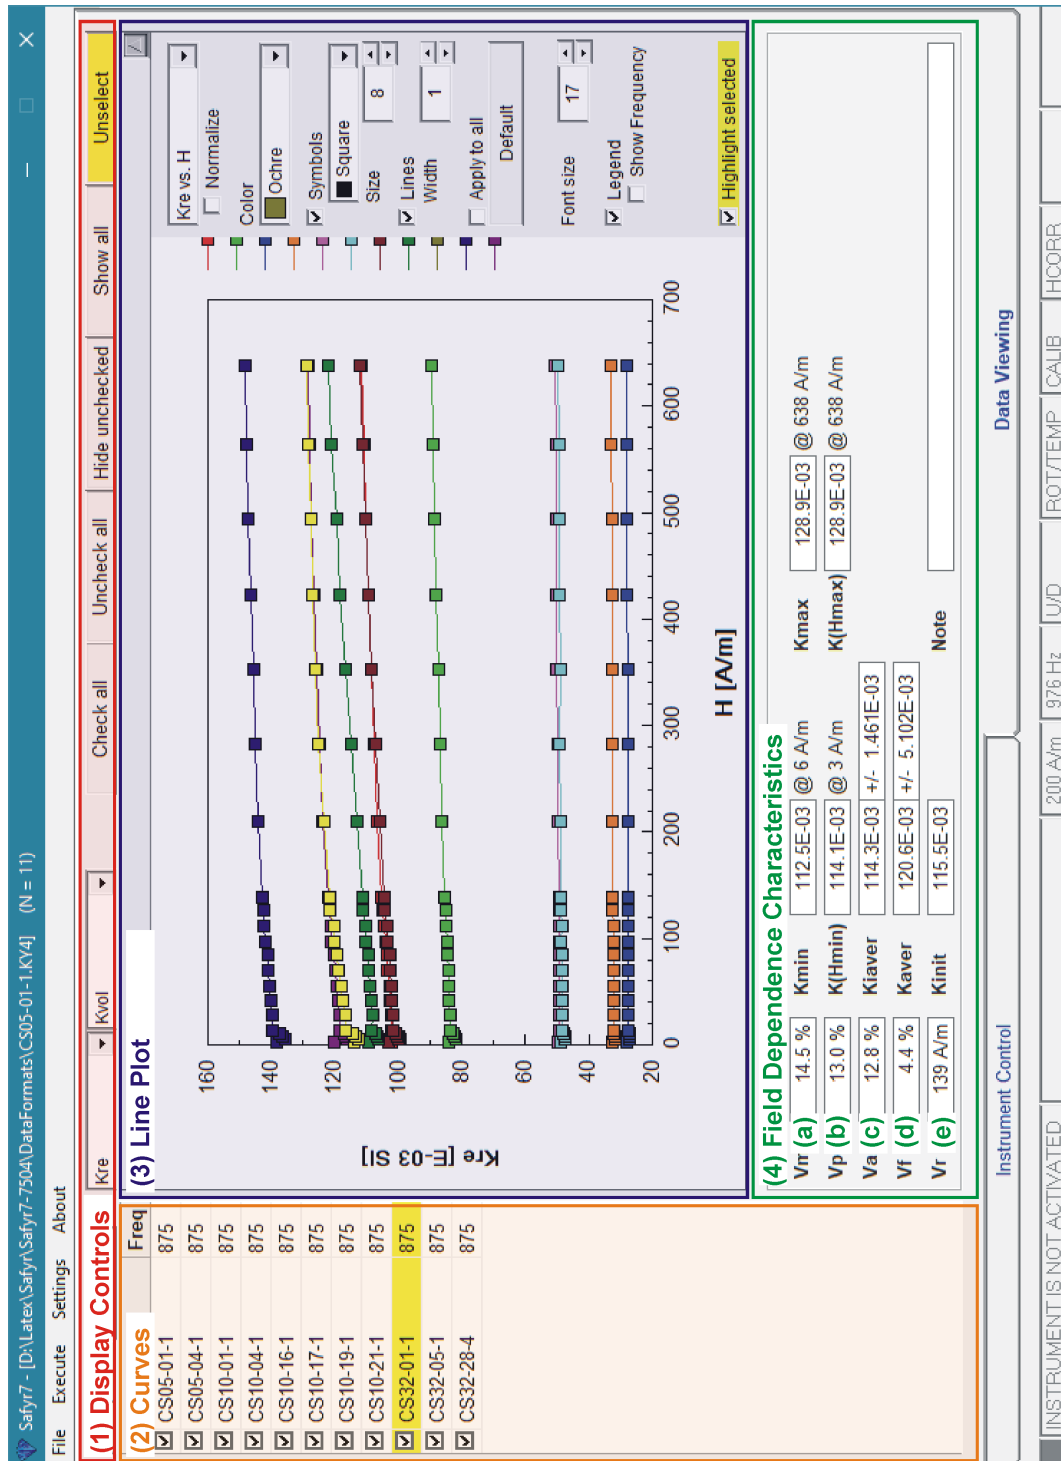 Safyr7 - [D:\Latex\Safyr\Safyr7-7504\DataFormats\CS05-01-1.KY4]   (N = 11)
File Execute Settings About
(1) Display Controls
Kre Kvol Check all Uncheck all Hide unchecked Show all Unselect
(2) Curves Freq
CS05-01-1 875
CS05-04-1 875
CS10-01-1 875
CS10-04-1 875
CS10-16-1 875
CS10-17-1 875
CS10-19-1 875
CS10-21-1 875
CS32-01-1 875
CS32-05-1 875
CS32-28-4 875
(3) Line Plot
Kre [E-03 SI]
160
140
120
100
80
60
40
20
0 100 200 300 400 500 600 700
H [A/m]
Kre vs. H
Normalize
Color
Ochre
Symbols
Square
Size 8
Lines
Width 1
Apply to all
Default
Font size 17
Legend
Show Frequency
Highlight selected
(4) Field Dependence Characteristics
Vm (a) 14.5 % Kmin 112.5E-03 @ 6 A/m Kmax 128.9E-03 @ 638 A/m
Vp (b) 13.0 % K(Hmin) 114.1E-03 @ 3 A/m K(Hmax) 128.9E-03 @ 638 A/m
Va (c) 12.8 % Kiaver 114.3E-03 +/- 1.461E-03
Vf (d) 4.4 % Kaver 120.6E-03 +/- 5.102E-03
Vr (e) 139 A/m Kinit 115.5E-03 Note
Instrument Control Data Viewing
INSTRUMENT IS NOT ACTIVATED 200 A/m 976 Hz U/D ROT/TEMP CALIB HCORR